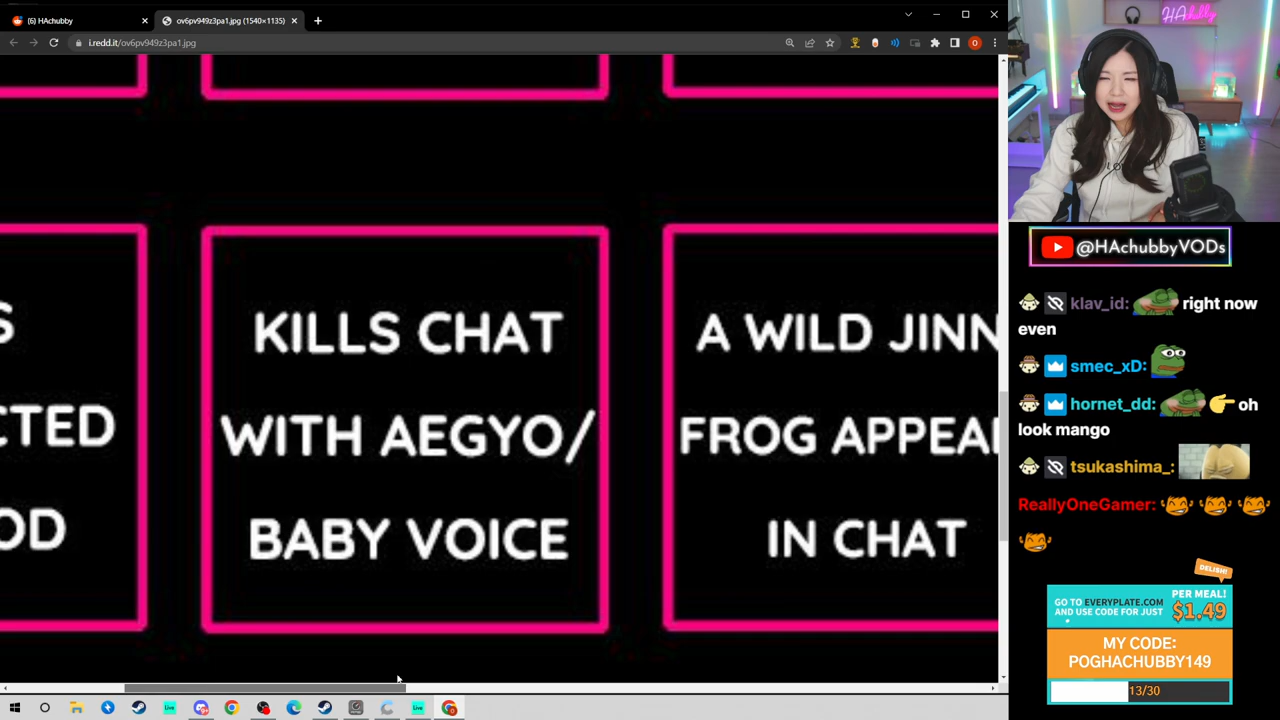 (6) HAchubby
ov6pv949z3pa1.jpg (1540×1135)
i.redd.it/ov6pv949z3pa1.jpg
S
CTED
OD
KILLS CHAT
WITH AEGYO/
BABY VOICE
A WILD JINN
FROG APPEA
IN CHAT
HAchubby
@HAchubbyVODs
klav_id: right now
even
smec_xD:
hornet_dd: oh
look mango
tsukashima_:
ReallyOneGamer:
DELISH!
GO TO EVERYPLATE.COM
AND USE CODE FOR JUST
PER MEAL!
$1.49
MY CODE:
POGHACHUBBY149
13/30
Live
Live